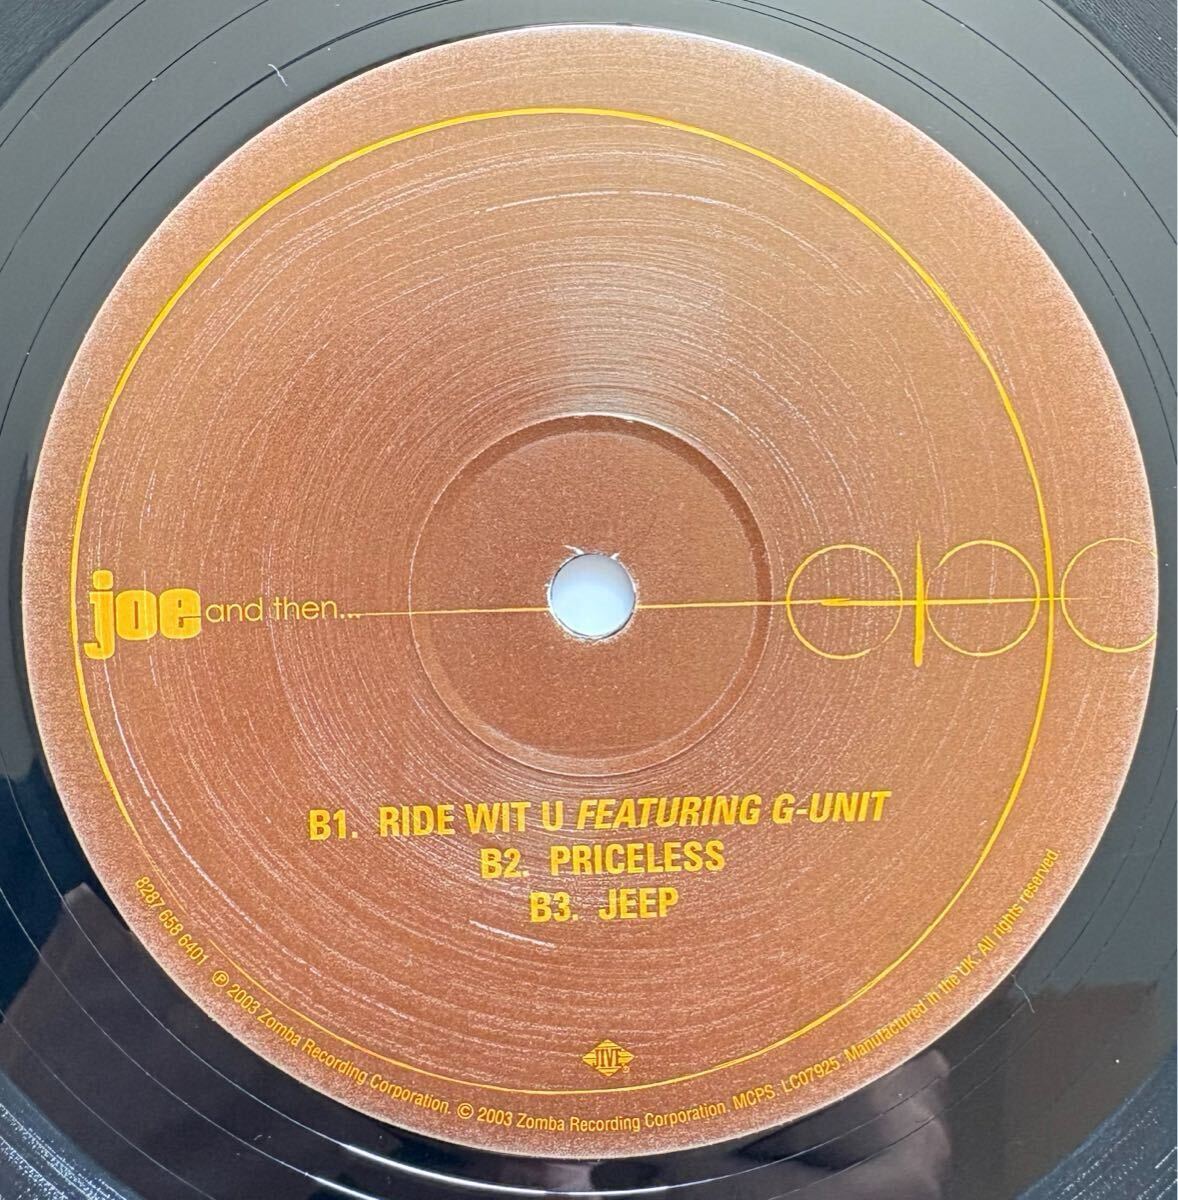 joe and then...
B1. RIDE WIT U FEATURING G-UNIT
B2. PRICELESS
B3. JEEP
8287 658 6401 ℗ 2003 Zomba Recording Corporation. © 2003 Zomba Recording Corporation. MCPS. LC07925. Manufactured in the UK. All rights reserved
JIVE